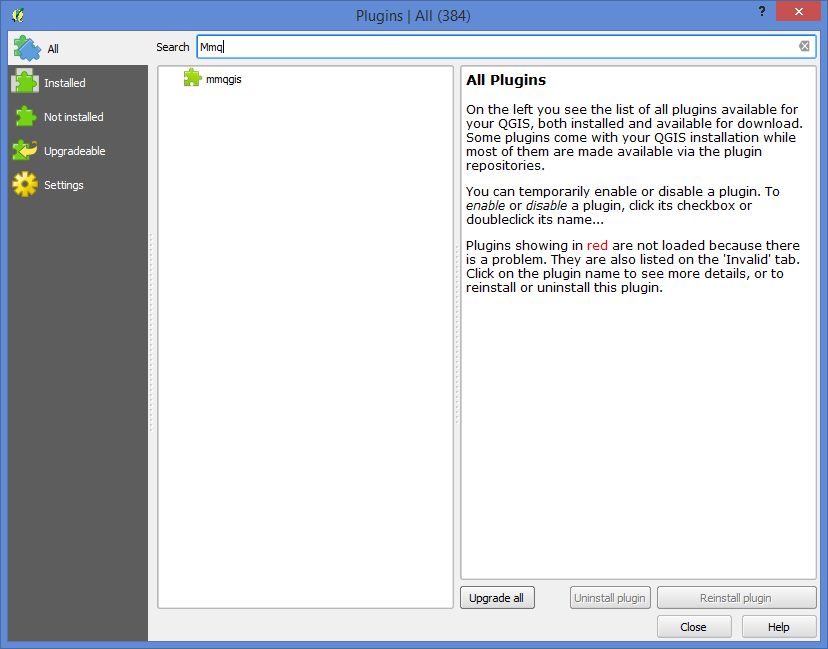 Plugins | All (384)
?
All
Search
Mmq
Installed
Not installed
Upgradeable
Settings
mmqgis
All Plugins
On the left you see the list of all plugins available for
your QGIS, both installed and available for download.
Some plugins come with your QGIS installation while
most of them are made available via the plugin
repositories.
You can temporarily enable or disable a plugin. To
enable or disable a plugin, click its checkbox or
doubleclick its name...
Plugins showing in red are not loaded because there
is a problem. They are also listed on the 'Invalid' tab.
Click on the plugin name to see more details, or to
reinstall or uninstall this plugin.
Upgrade all
Uninstall plugin
Reinstall plugin
Close
Help